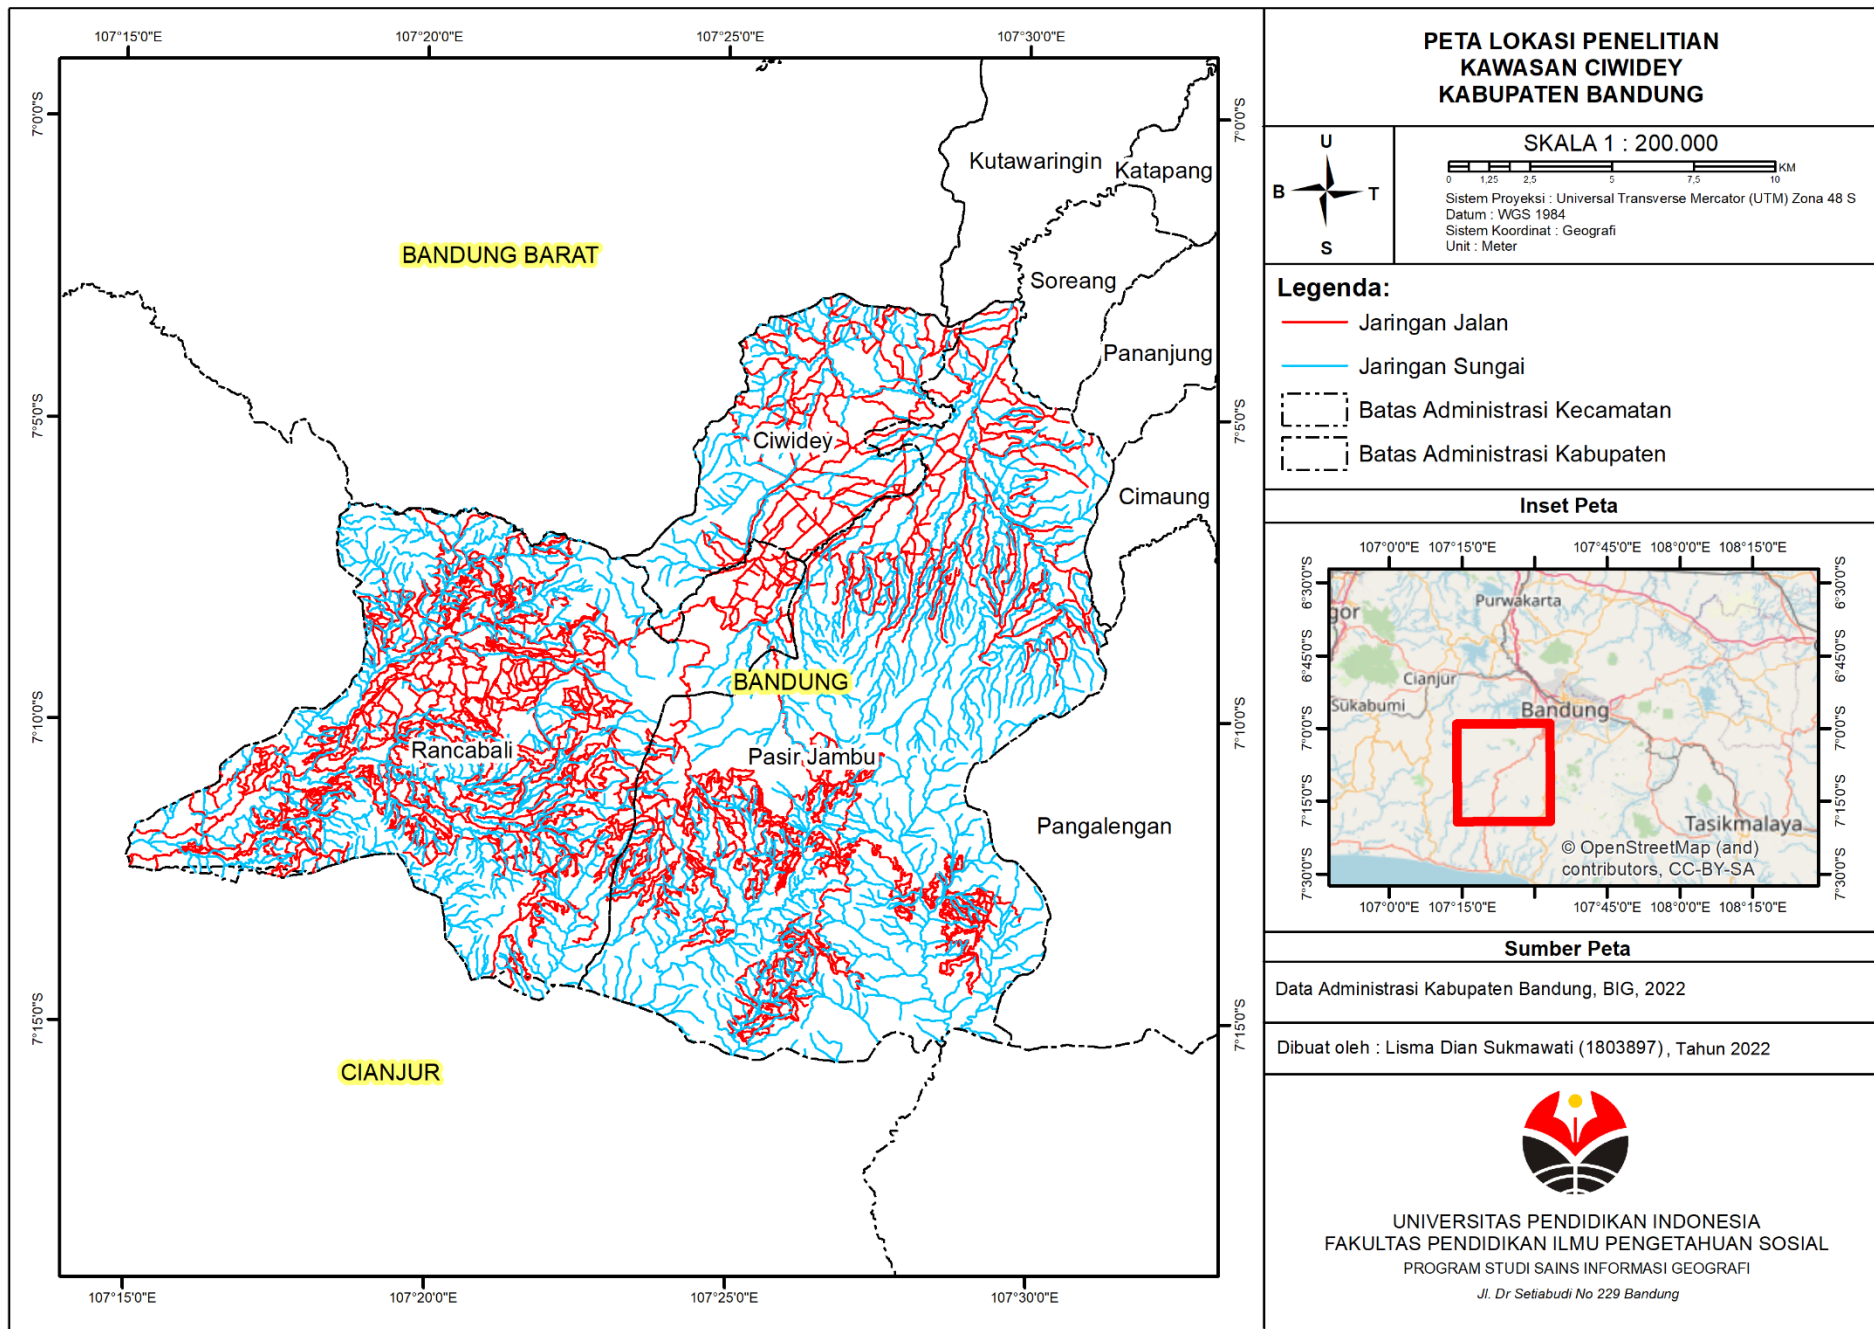 107°15'0"E 107°20'0"E 107°25'0"E 107°30'0"E
7°0'0"S 7°0'0"S
Kutawaringin
Katapang
BANDUNG BARAT
Soreang
Pananjung
7°5'0"S 7°5'0"S
Ciwidey
Cimaung
BANDUNG
7°10'0"S 7°10'0"S
Rancabali
Pasir Jambu
Pangalengan
7°15'0"S 7°15'0"S
CIANJUR
107°15'0"E 107°20'0"E 107°25'0"E 107°30'0"E
PETA LOKASI PENELITIAN
KAWASAN CIWIDEY
KABUPATEN BANDUNG
U
B T
S
SKALA 1 : 200.000
0 1,25 2,5 5 7,5 10 KM
Sistem Proyeksi : Universal Transverse Mercator (UTM) Zona 48 S
Datum : WGS 1984
Sistem Koordinat : Geografi
Unit : Meter
Legenda:
Jaringan Jalan
Jaringan Sungai
Batas Administrasi Kecamatan
Batas Administrasi Kabupaten
Inset Peta
107°0'0"E 107°15'0"E 107°45'0"E 108°0'0"E 108°15'0"E
6°30'0"S 6°30'0"S
gor
Purwakarta
6°45'0"S 6°45'0"S
Cianjur
Sukabumi
Bandung
7°0'0"S 7°0'0"S
7°15'0"S 7°15'0"S
Tasikmalaya
© OpenStreetMap (and)
contributors, CC-BY-SA
7°30'0"S 7°30'0"S
107°0'0"E 107°15'0"E 107°45'0"E 108°0'0"E 108°15'0"E
Sumber Peta
Data Administrasi Kabupaten Bandung, BIG, 2022
Dibuat oleh : Lisma Dian Sukmawati (1803897) , Tahun 2022
UNIVERSITAS PENDIDIKAN INDONESIA
FAKULTAS PENDIDIKAN ILMU PENGETAHUAN SOSIAL
PROGRAM STUDI SAINS INFORMASI GEOGRAFI
Jl. Dr Setiabudi No 229 Bandung